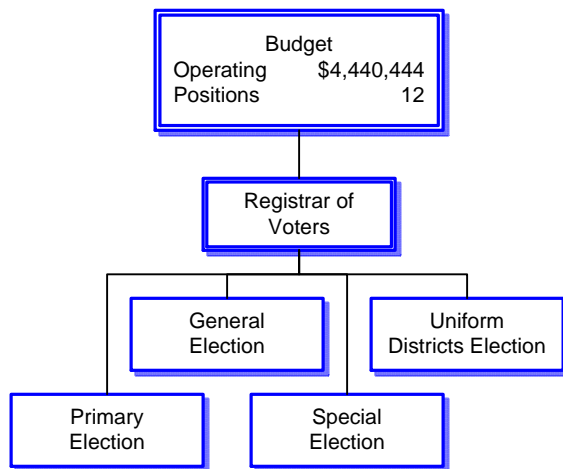 Budget
Operating $4,440,444
Positions 12
Registrar of
Voters
General
Election
Uniform
Districts Election
Primary
Election
Special
Election